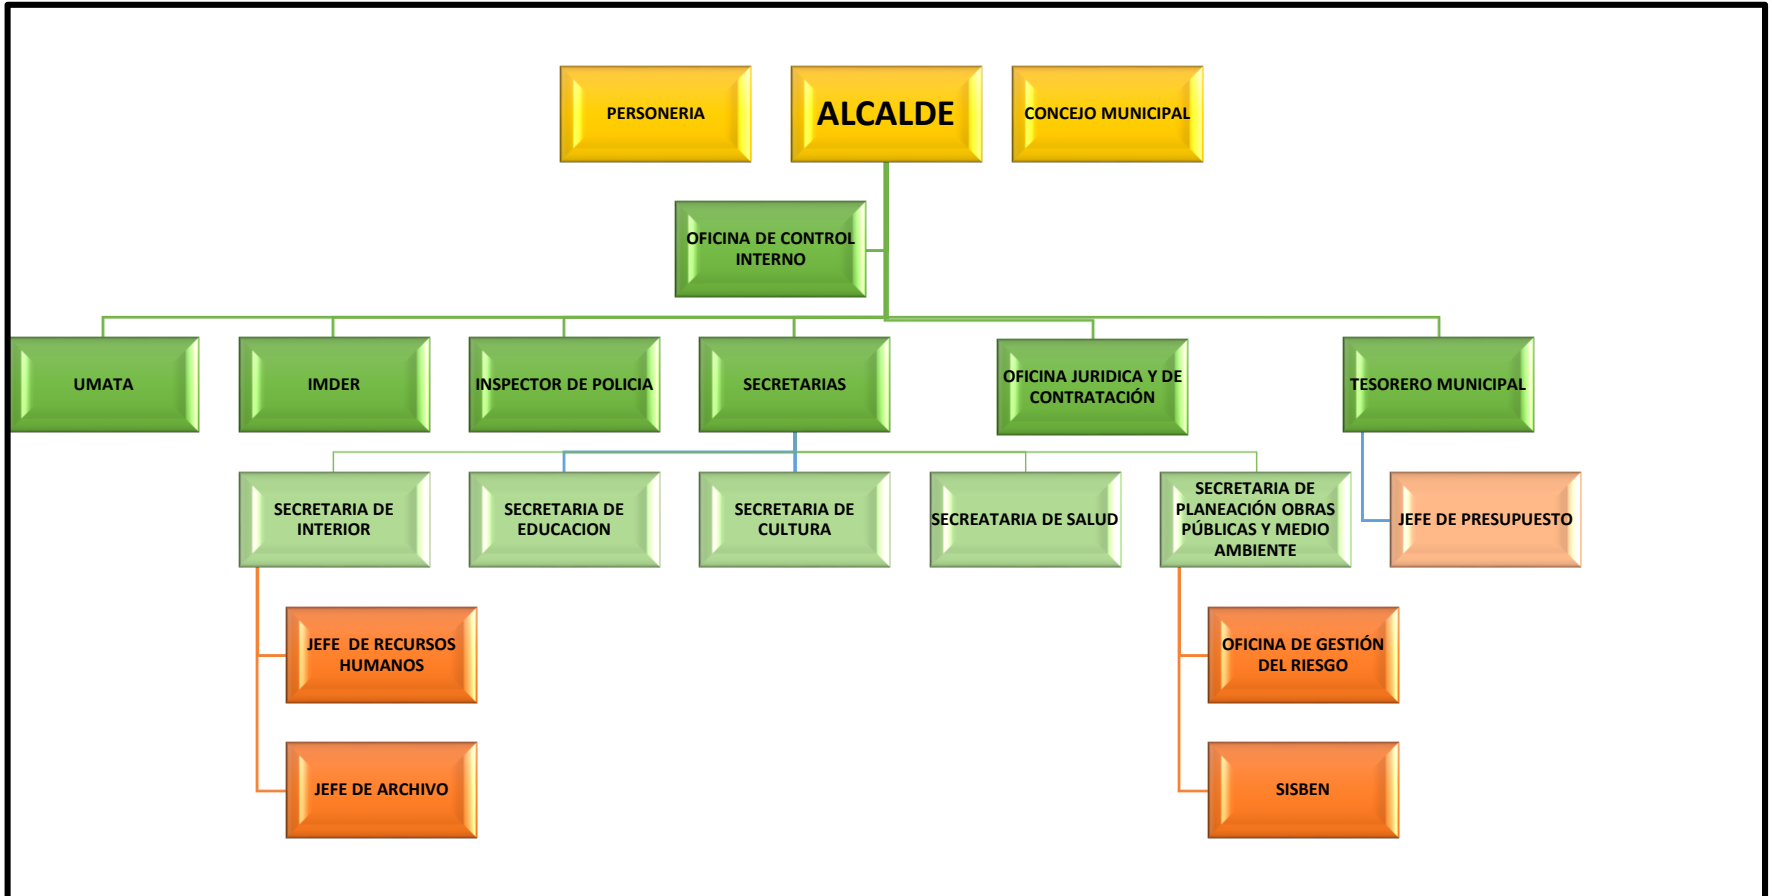 PERSONERIA
ALCALDE
CONCEJO MUNICIPAL
OFICINA DE CONTROL
INTERNO
UMATA
IMDER
INSPECTOR DE POLICIA
SECRETARIAS
OFICINA JURIDICA Y DE
CONTRATACIÓN
TESORERO MUNICIPAL
SECRETARIA DE
INTERIOR
SECRETARIA DE
EDUCACION
SECRETARIA DE
CULTURA
SECREATARIA DE SALUD
SECRETARIA DE
PLANEACIÓN OBRAS
PÚBLICAS Y MEDIO
AMBIENTE
JEFE DE PRESUPUESTO
JEFE  DE RECURSOS
HUMANOS
OFICINA DE GESTIÓN
DEL RIESGO
JEFE DE ARCHIVO
SISBEN